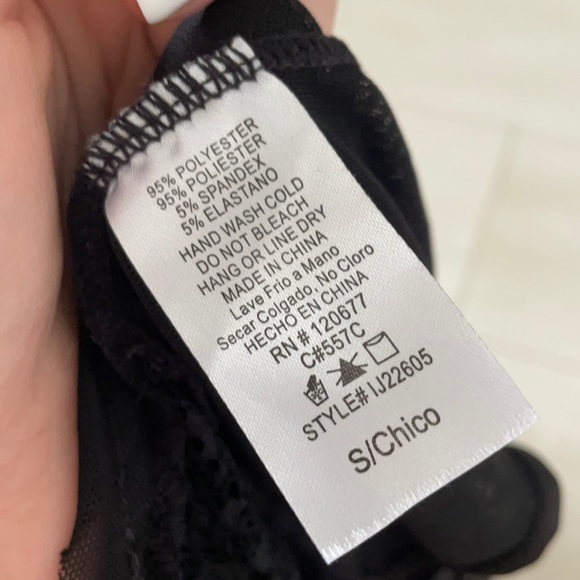 95% POLYESTER
95% POLIESTER
5% SPANDEX
5% ELASTANO
HAND WASH COLD
DO NOT BLEACH
HANG OR LINE DRY
MADE IN CHINA
Lave Frio a Mano
Secar Colgado. No Cloro
HECHO EN CHINA
RN # 120677
C#557C
STYLE# IJ22605
S/Chico